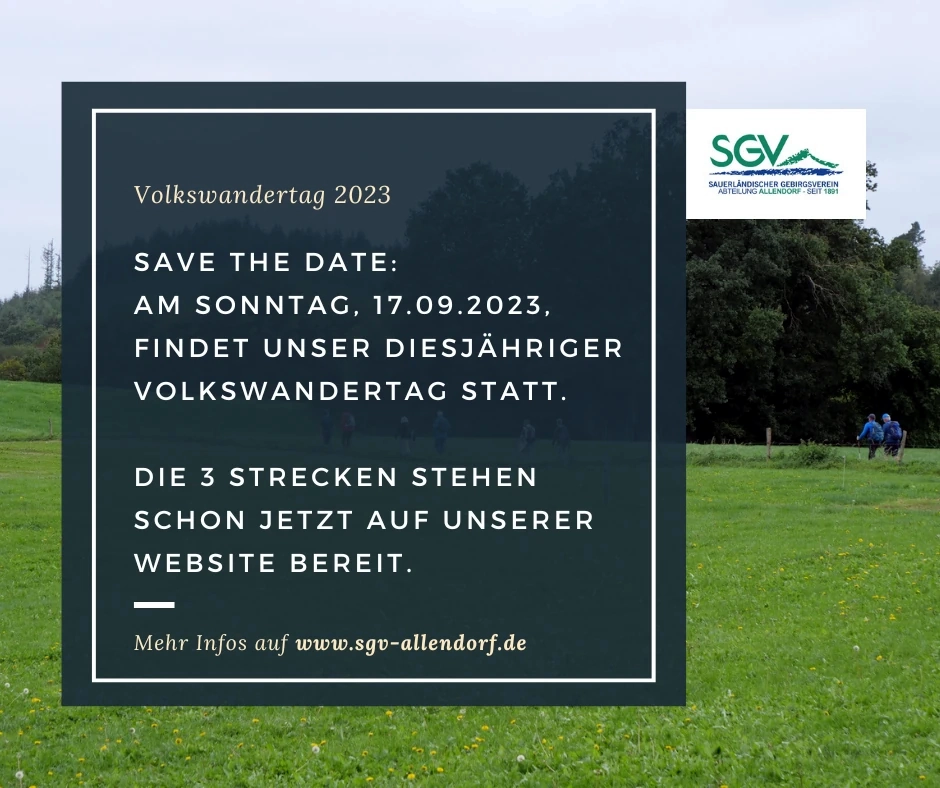 Volkswandertag 2023
SAVE THE DATE:
AM SONNTAG, 17.09.2023,
FINDET UNSER DIESJÄHRIGER
VOLKSWANDERTAG STATT.
DIE 3 STRECKEN STEHEN
SCHON JETZT AUF UNSERER
WEBSITE BEREIT.
Mehr Infos auf www.sgv-allendorf.de
SGV
SAUERLÄNDISCHER GEBIRGSVEREIN
ABTEILUNG ALLENDORF - SEIT 1891